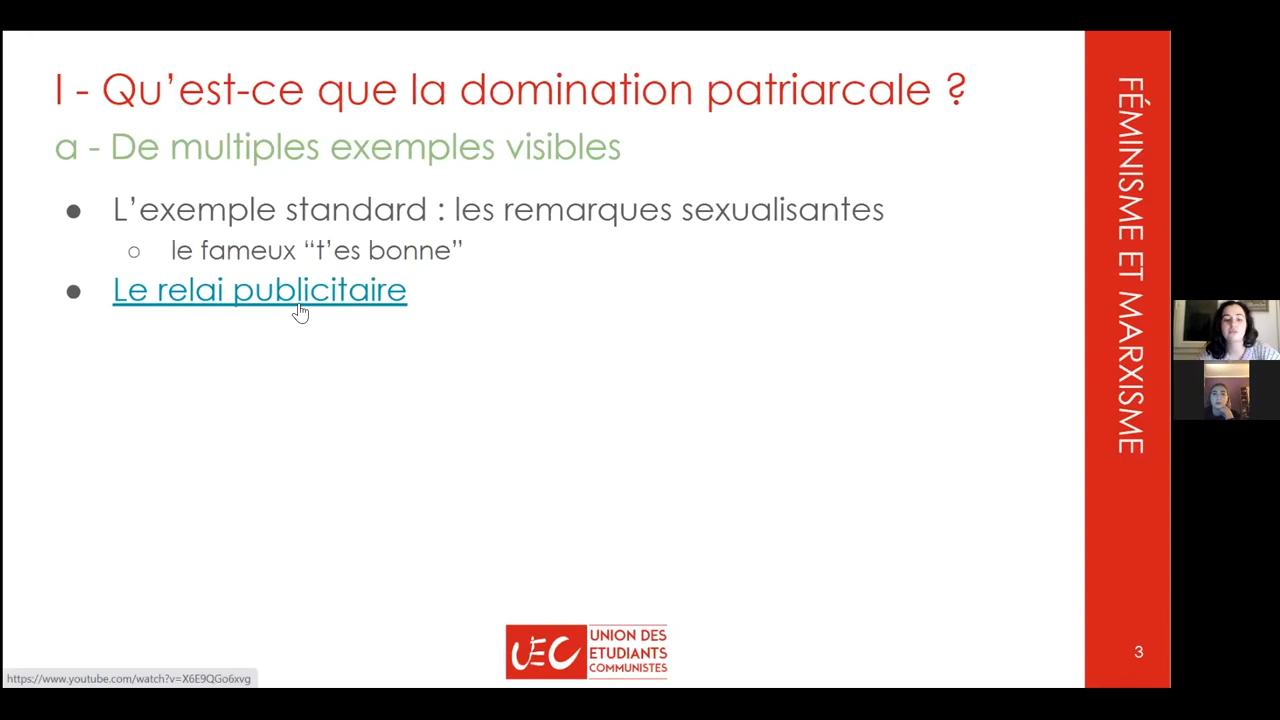 I - Qu’est-ce que la domination patriarcale ?
a - De multiples exemples visibles
● L’exemple standard : les remarques sexualisantes
○ le fameux “t’es bonne”
● Le relai publicitaire
FÉMINISME ET MARXISME
UEC
UNION DES
ETUDIANTS
COMMUNISTES
3
https://www.youtube.com/watch?v=X6E9QGo6xvg